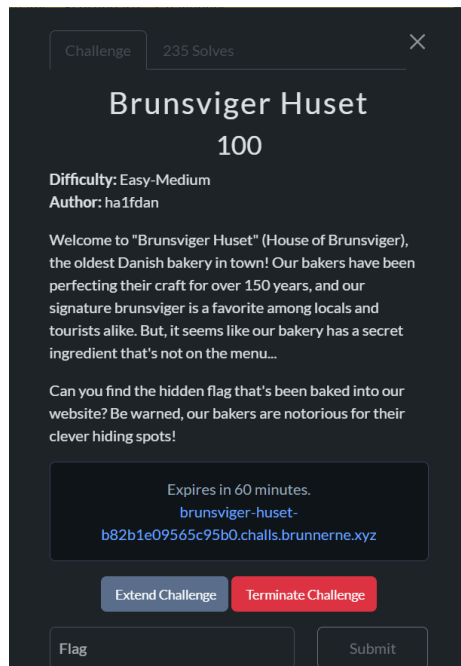 Challenge
235 Solves
Brunsviger Huset
100
Difficulty: Easy-Medium
Author: ha1fdan
Welcome to "Brunsviger Huset" (House of Brunsviger),
the oldest Danish bakery in town! Our bakers have been
perfecting their craft for over 150 years, and our
signature brunsviger is a favorite among locals and
tourists alike. But, it seems like our bakery has a secret
ingredient that's not on the menu...
Can you find the hidden flag that's been baked into our
website? Be warned, our bakers are notorious for their
clever hiding spots!
Expires in 60 minutes.
brunsviger-huset-
b82b1e09565c95b0.challs.brunnerne.xyz
Extend Challenge
Terminate Challenge
Flag
Submit